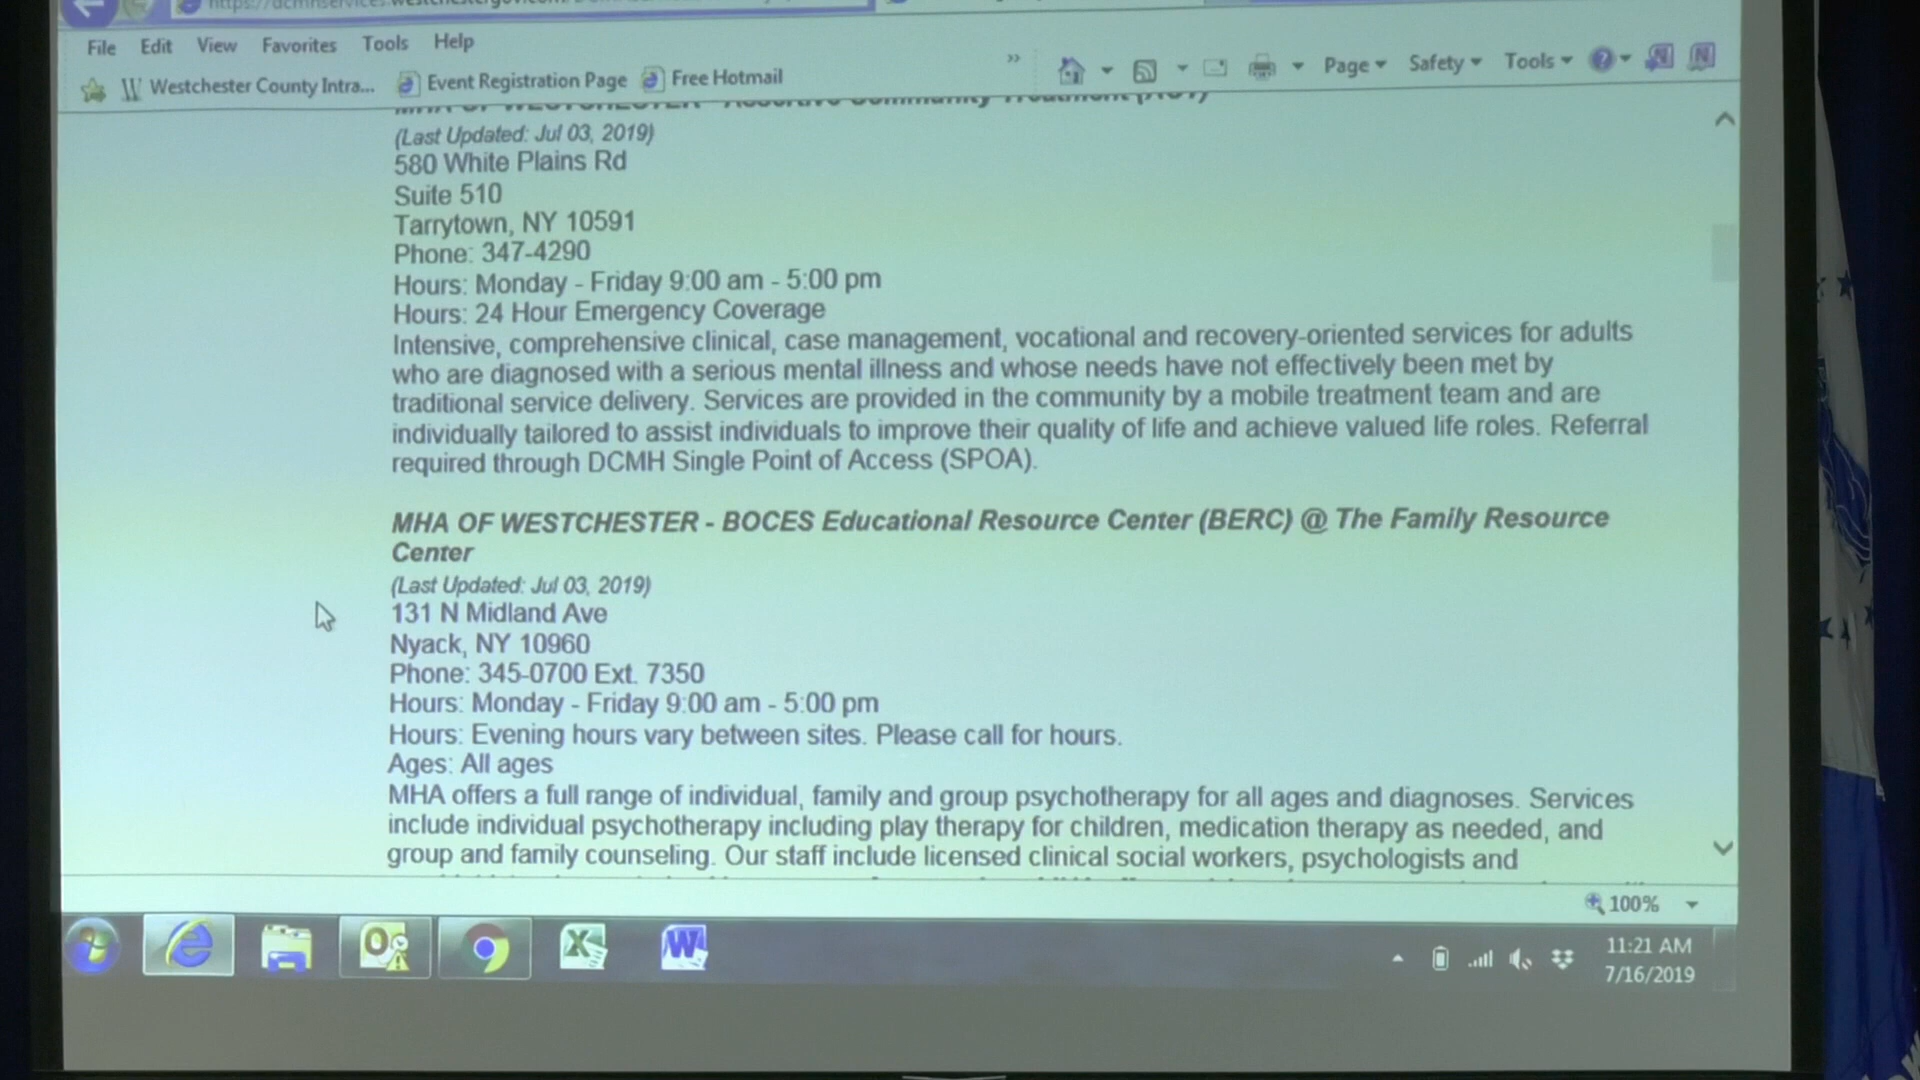 File Edit View Favorites Tools Help
Westchester County Intra... Event Registration Page Free Hotmail
Page Safety Tools
MHA OF WESTCHESTER - Assertive Community Treatment (ACT)
(Last Updated: Jul 03, 2019)
580 White Plains Rd
Suite 510
Tarrytown, NY 10591
Phone: 347-4290
Hours: Monday - Friday 9:00 am - 5:00 pm
Hours: 24 Hour Emergency Coverage
Intensive, comprehensive clinical, case management, vocational and recovery-oriented services for adults
who are diagnosed with a serious mental illness and whose needs have not effectively been met by
traditional service delivery. Services are provided in the community by a mobile treatment team and are
individually tailored to assist individuals to improve their quality of life and achieve valued life roles. Referral
required through DCMH Single Point of Access (SPOA).
MHA OF WESTCHESTER - BOCES Educational Resource Center (BERC) @ The Family Resource
Center
(Last Updated: Jul 03, 2019)
131 N Midland Ave
Nyack, NY 10960
Phone: 345-0700 Ext. 7350
Hours: Monday - Friday 9:00 am - 5:00 pm
Hours: Evening hours vary between sites. Please call for hours.
Ages: All ages
MHA offers a full range of individual, family and group psychotherapy for all ages and diagnoses. Services
include individual psychotherapy including play therapy for children, medication therapy as needed, and
group and family counseling. Our staff include licensed clinical social workers, psychologists and
100%
11:21 AM
7/16/2019